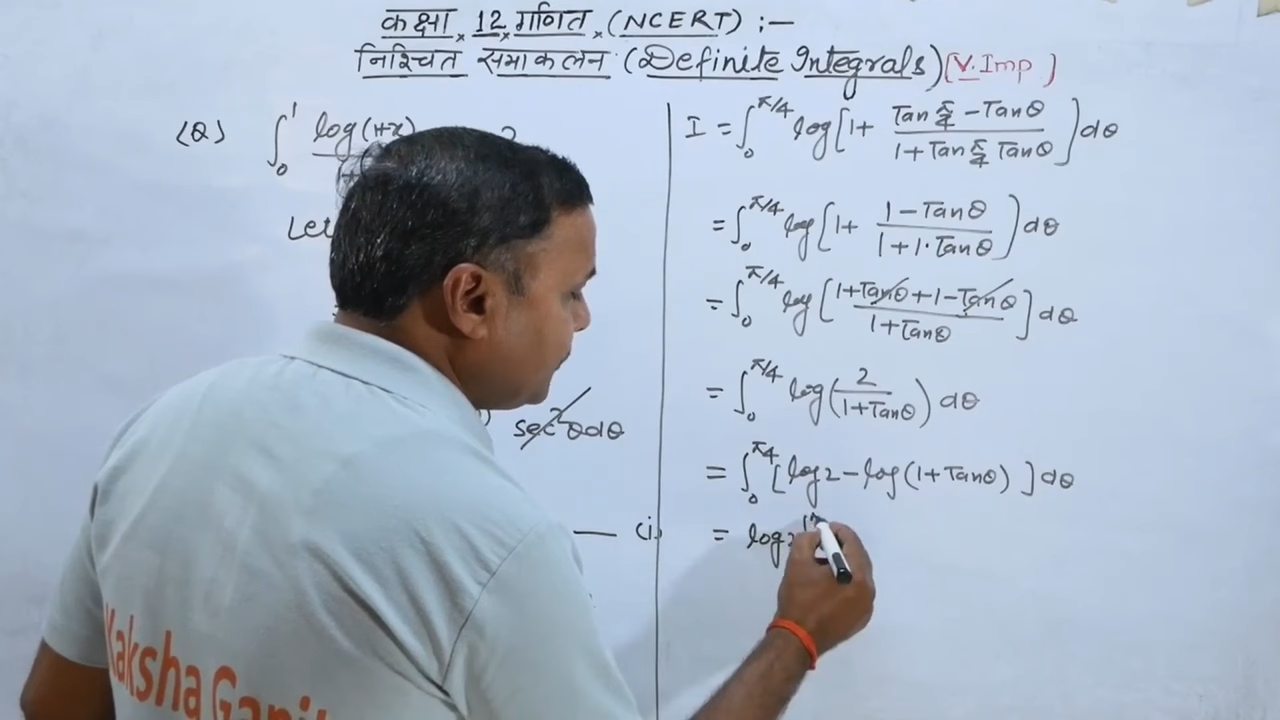 कक्षा × 12 × गणित × (NCERT) :—
निश्चित समाकलन (Definite Integrals) [V. Imp]
(Q) ∫₀¹ log(1+x)
Let
sec²θdθ
— (i)
I = ∫₀^π/4 log[1+ (Tan π/4 − Tanθ)/(1+Tan π/4 Tanθ)] dθ
= ∫₀^π/4 log[1+ (1−Tanθ)/(1+1·Tanθ)] dθ
= ∫₀^π/4 log[(1+Tanθ+1−Tanθ)/(1+Tanθ)] dθ
= ∫₀^π/4 log(2/(1+Tanθ)) dθ
= ∫₀^π/4 [log2 − log(1+Tanθ)] dθ
= log2
Kaksha Ganit